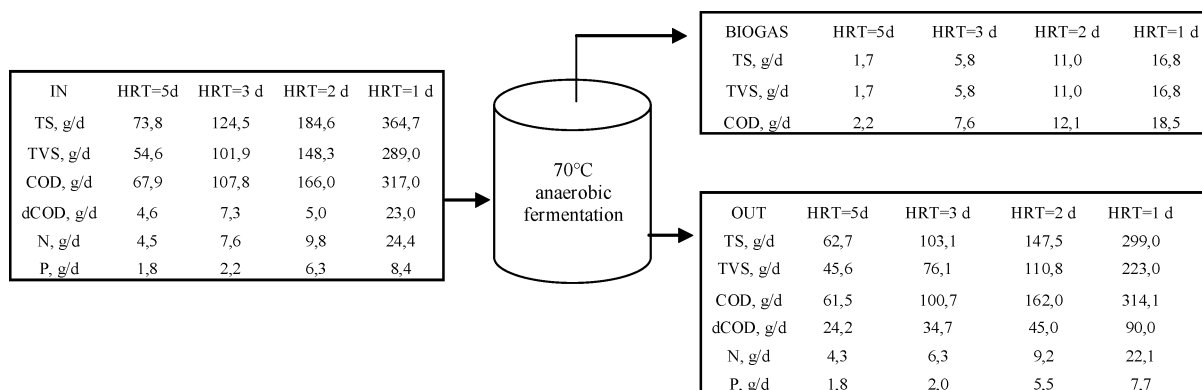 IN HRT=5d HRT=3 d HRT=2 d HRT=1 d
TS, g/d 73,8 124,5 184,6 364,7
TVS, g/d 54,6 101,9 148,3 289,0
COD, g/d 67,9 107,8 166,0 317,0
dCOD, g/d 4,6 7,3 5,0 23,0
N, g/d 4,5 7,6 9,8 24,4
P, g/d 1,8 2,2 6,3 8,4
70°C
anaerobic
fermentation
BIOGAS HRT=5d HRT=3 d HRT=2 d HRT=1 d
TS, g/d 1,7 5,8 11,0 16,8
TVS, g/d 1,7 5,8 11,0 16,8
COD, g/d 2,2 7,6 12,1 18,5
OUT HRT=5d HRT=3 d HRT=2 d HRT=1 d
TS, g/d 62,7 103,1 147,5 299,0
TVS, g/d 45,6 76,1 110,8 223,0
COD, g/d 61,5 100,7 162,0 314,1
dCOD, g/d 24,2 34,7 45,0 90,0
N, g/d 4,3 6,3 9,2 22,1
P, g/d 1,8 2,0 5,5 7,7